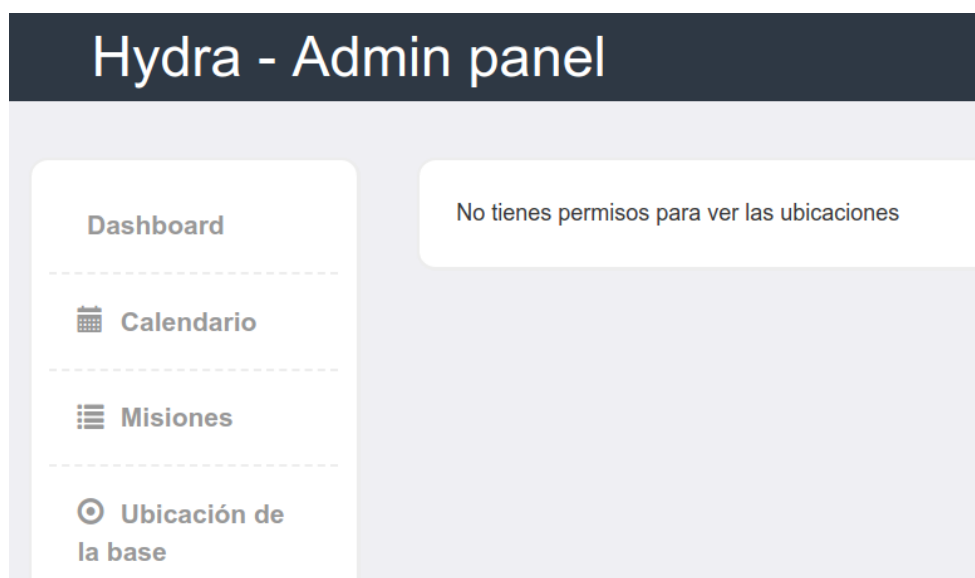 Hydra - Admin panel
Dashboard
Calendario
Misiones
Ubicación de
la base
No tienes permisos para ver las ubicaciones